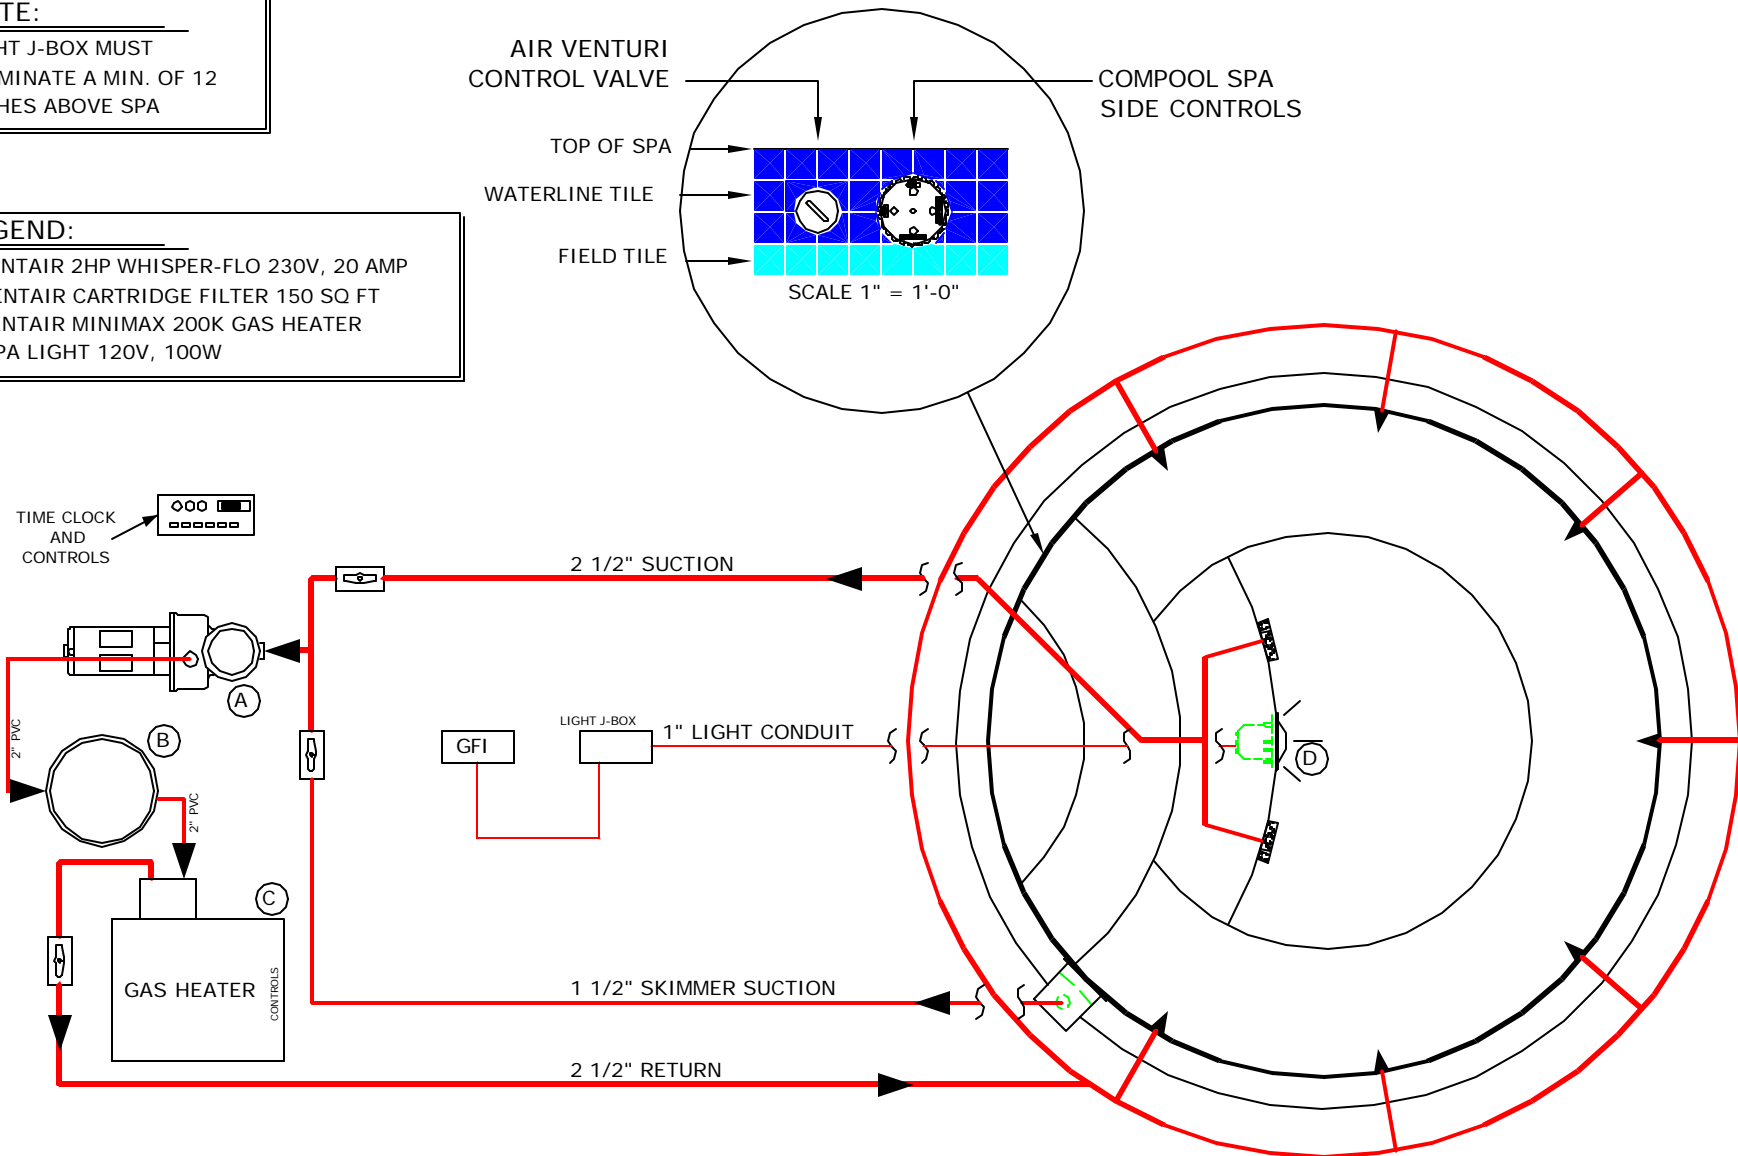 TE:
HT J-BOX MUST
MINATE A MIN. OF 12
HES ABOVE SPA
GEND:
NTAIR 2HP WHISPER-FLO 230V, 20 AMP
ENTAIR CARTRIDGE FILTER 150 SQ FT
ENTAIR MINIMAX 200K GAS HEATER
PA LIGHT 120V, 100W
AIR VENTURI
CONTROL VALVE
COMPOOL SPA
SIDE CONTROLS
TOP OF SPA
WATERLINE TILE
FIELD TILE
SCALE 1" = 1'-0"
TIME CLOCK
AND
CONTROLS
2 1/2" SUCTION
A
B
2" PVC
2" PVC
C
GFI
LIGHT J-BOX
1" LIGHT CONDUIT
D
GAS HEATER
CONTROLS
1 1/2" SKIMMER SUCTION
2 1/2" RETURN